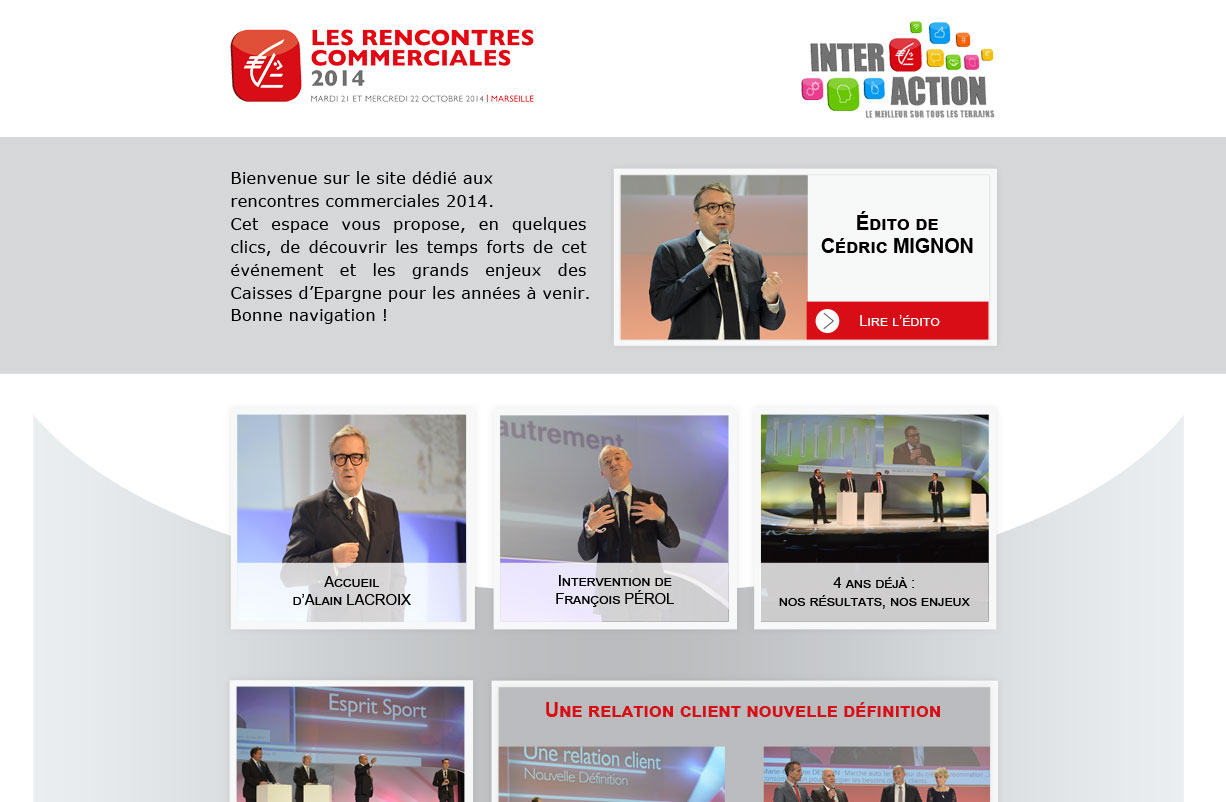 LES RENCONTRES
COMMERCIALES
2014
MARDI 21 ET MERCREDI 22 OCTOBRE 2014 | MARSEILLE
INTER
ACTION
LE MEILLEUR SUR TOUS LES TERRAINS
Bienvenue sur le site dédié aux
rencontres commerciales 2014.
Cet espace vous propose, en quelques
clics, de découvrir les temps forts de cet
événement et les grands enjeux des
Caisses d’Epargne pour les années à venir.
Bonne navigation !
ÉDITO DE
CÉDRIC MIGNON
LIRE L’ÉDITO
autrement
ACCUEIL
D’ALAIN LACROIX
INTERVENTION DE
FRANÇOIS PÉROL
4 ANS DÉJÀ :
NOS RÉSULTATS, NOS ENJEUX
Esprit Sport
UNE RELATION CLIENT NOUVELLE DÉFINITION
Une relation client
Nouvelle Définition